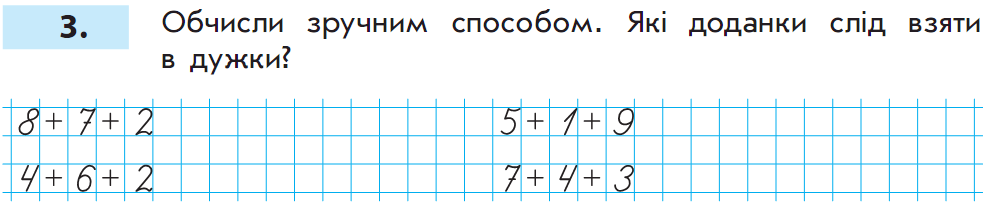 3. Обчисли зручним способом. Які доданки слід взяти
в дужки?
8 + 7 + 2 5 + 1 + 9
4 + 6 + 2 7 + 4 + 3